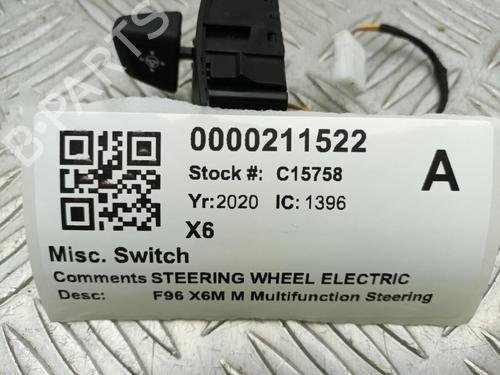 0000211522
Stock #: C15758
A
Yr: 2020 IC: 1396
X6
Misc. Switch
Comments STEERING WHEEL ELECTRIC
Desc: F96 X6M M Multifunction Steering
B-PARTS